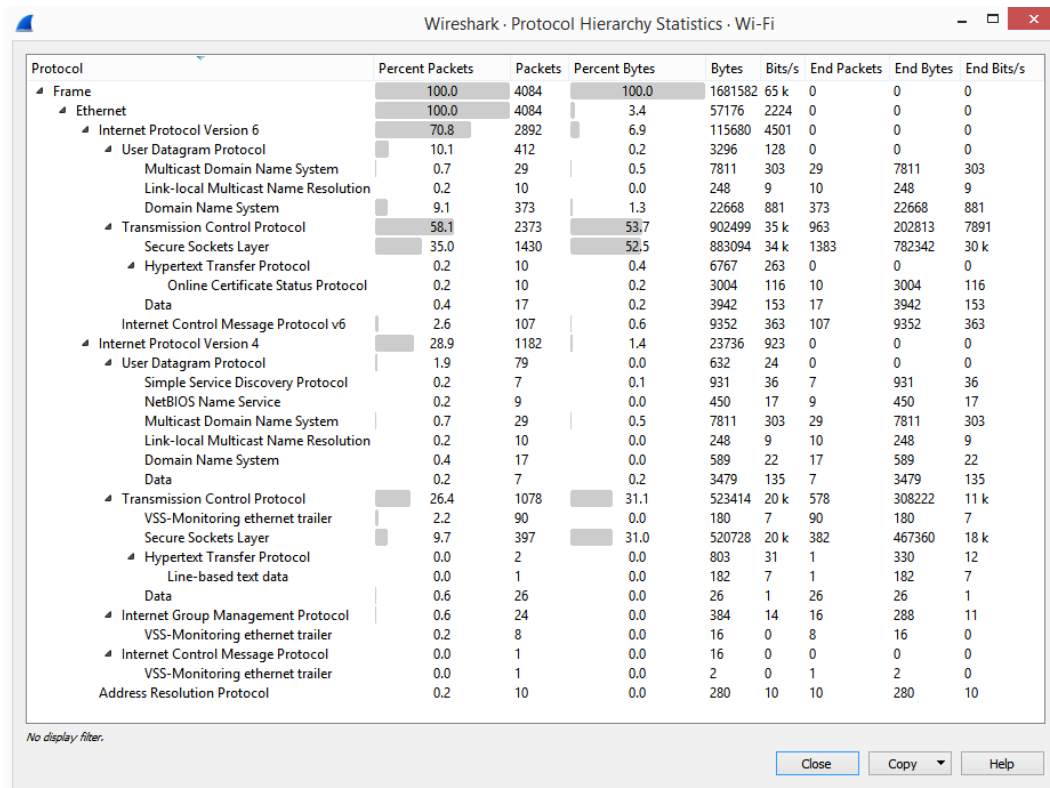 Wireshark · Protocol Hierarchy Statistics · Wi-Fi
Protocol Percent Packets Packets Percent Bytes Bytes Bits/s End Packets End Bytes End Bits/s
Frame 100.0 4084 100.0 1681582 65 k 0 0 0
Ethernet 100.0 4084 3.4 57176 2224 0 0 0
Internet Protocol Version 6 70.8 2892 6.9 115680 4501 0 0 0
User Datagram Protocol 10.1 412 0.2 3296 128 0 0 0
Multicast Domain Name System 0.7 29 0.5 7811 303 29 7811 303
Link-local Multicast Name Resolution 0.2 10 0.0 248 9 10 248 9
Domain Name System 9.1 373 1.3 22668 881 373 22668 881
Transmission Control Protocol 58.1 2373 53.7 902499 35 k 963 202813 7891
Secure Sockets Layer 35.0 1430 52.5 883094 34 k 1383 782342 30 k
Hypertext Transfer Protocol 0.2 10 0.4 6767 263 0 0 0
Online Certificate Status Protocol 0.2 10 0.2 3004 116 10 3004 116
Data 0.4 17 0.2 3942 153 17 3942 153
Internet Control Message Protocol v6 2.6 107 0.6 9352 363 107 9352 363
Internet Protocol Version 4 28.9 1182 1.4 23736 923 0 0 0
User Datagram Protocol 1.9 79 0.0 632 24 0 0 0
Simple Service Discovery Protocol 0.2 7 0.1 931 36 7 931 36
NetBIOS Name Service 0.2 9 0.0 450 17 9 450 17
Multicast Domain Name System 0.7 29 0.5 7811 303 29 7811 303
Link-local Multicast Name Resolution 0.2 10 0.0 248 9 10 248 9
Domain Name System 0.4 17 0.0 589 22 17 589 22
Data 0.2 7 0.2 3479 135 7 3479 135
Transmission Control Protocol 26.4 1078 31.1 523414 20 k 578 308222 11 k
VSS-Monitoring ethernet trailer 2.2 90 0.0 180 7 90 180 7
Secure Sockets Layer 9.7 397 31.0 520728 20 k 382 467360 18 k
Hypertext Transfer Protocol 0.0 2 0.0 803 31 1 330 12
Line-based text data 0.0 1 0.0 182 7 1 182 7
Data 0.6 26 0.0 26 1 26 26 1
Internet Group Management Protocol 0.6 24 0.0 384 14 16 288 11
VSS-Monitoring ethernet trailer 0.2 8 0.0 16 0 8 16 0
Internet Control Message Protocol 0.0 1 0.0 16 0 0 0 0
VSS-Monitoring ethernet trailer 0.0 1 0.0 2 0 1 2 0
Address Resolution Protocol 0.2 10 0.0 280 10 10 280 10
No display filter.
Close Copy Help